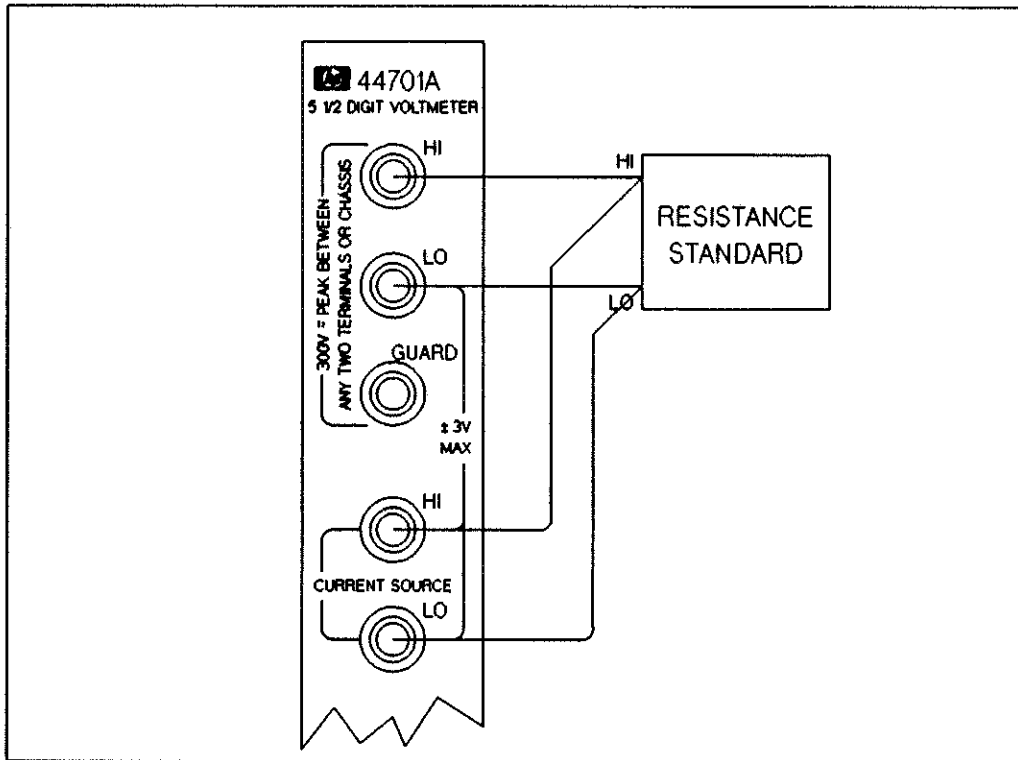 hp 44701A
5 1/2 DIGIT VOLTMETER
HI
HI
RESISTANCE
STANDARD
300V = PEAK BETWEEN
ANY TWO TERMINALS OR CHASSIS
LO
LO
GUARD
± 3V
MAX
HI
CURRENT SOURCE
LO